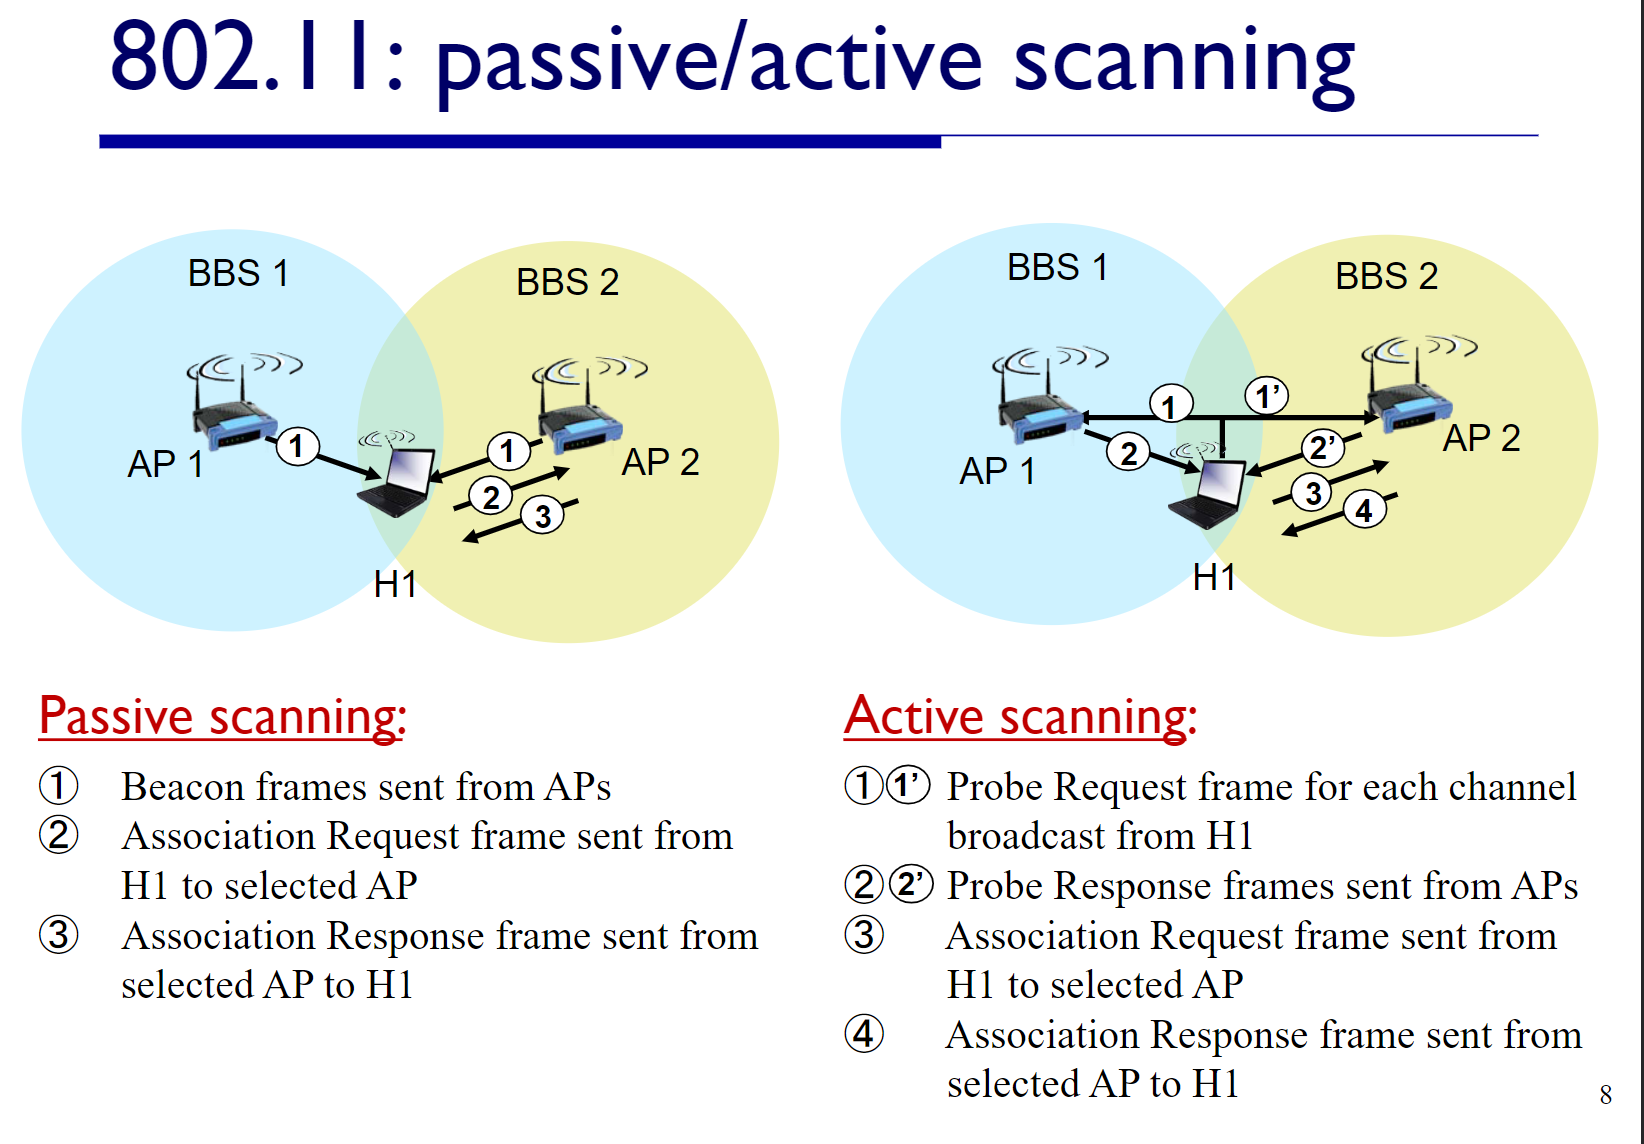 802.11: passive/active scanning
BBS 1
BBS 2
AP 1
1
1
2
3
AP 2
H1
BBS 1
BBS 2
1
1’
AP 1
2
2’
3
4
AP 2
H1
Passive scanning:
① Beacon frames sent from APs
② Association Request frame sent from
H1 to selected AP
③ Association Response frame sent from
selected AP to H1
Active scanning:
①1’ Probe Request frame for each channel
broadcast from H1
②2’ Probe Response frames sent from APs
③ Association Request frame sent from
H1 to selected AP
④ Association Response frame sent from
selected AP to H1
8